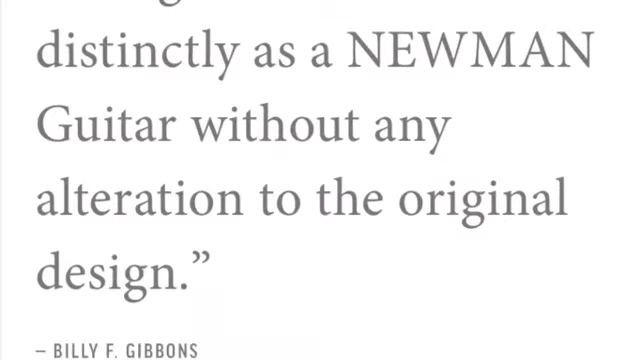 distinctly as a NEWMAN
Guitar without any
alteration to the original
design.”
– BILLY F. GIBBONS